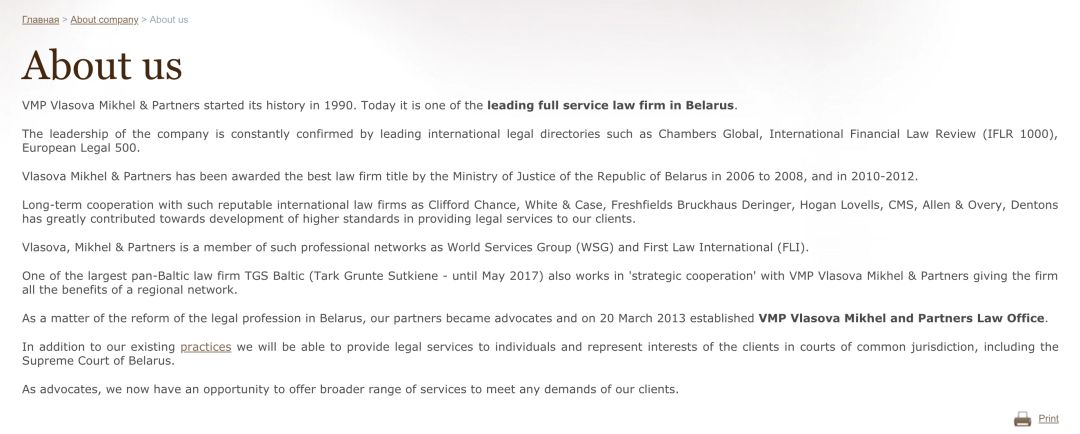 Главная > About company > About us
About us
VMP Vlasova Mikhel & Partners started its history in 1990. Today it is one of the leading full service law firm in Belarus.
The leadership of the company is constantly confirmed by leading international legal directories such as Chambers Global, International Financial Law Review (IFLR 1000),
European Legal 500.
Vlasova Mikhel & Partners has been awarded the best law firm title by the Ministry of Justice of the Republic of Belarus in 2006 to 2008, and in 2010-2012.
Long-term cooperation with such reputable international law firms as Clifford Chance, White & Case, Freshfields Bruckhaus Deringer, Hogan Lovells, CMS, Allen & Overy, Dentons
has greatly contributed towards development of higher standards in providing legal services to our clients.
Vlasova, Mikhel & Partners is a member of such professional networks as World Services Group (WSG) and First Law International (FLI).
One of the largest pan-Baltic law firm TGS Baltic (Tark Grunte Sutkiene - until May 2017) also works in 'strategic cooperation' with VMP Vlasova Mikhel & Partners giving the firm
all the benefits of a regional network.
As a matter of the reform of the legal profession in Belarus, our partners became advocates and on 20 March 2013 established VMP Vlasova Mikhel and Partners Law Office.
In addition to our existing practices we will be able to provide legal services to individuals and represent interests of the clients in courts of common jurisdiction, including the
Supreme Court of Belarus.
As advocates, we now have an opportunity to offer broader range of services to meet any demands of our clients.
Print